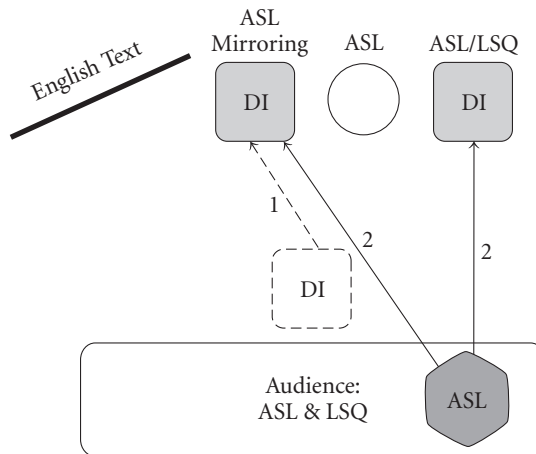 English Text
ASL
Mirroring
ASL
ASL/LSQ
DI
DI
1
2
2
DI
Audience:
ASL & LSQ
ASL